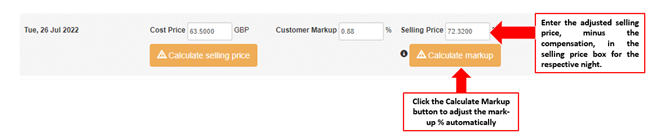 Tue, 26 Jul 2022 Cost Price 63.5000 GBP Customer Markup 0.88 % Selling Price 72.3200
Calculate selling price Calculate markup
Enter the adjusted selling
price, minus the
compensation, in the
selling price box for the
respective night.
Click the Calculate Markup
button to adjust the mark-
up % automatically